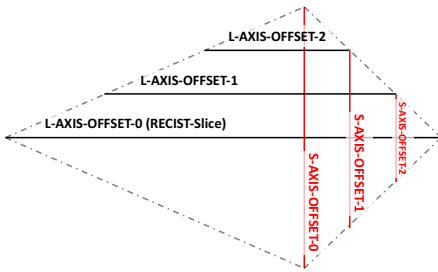 L-AXIS-OFFSET-2
L-AXIS-OFFSET-1
L-AXIS-OFFSET-0 (RECIST-Slice)
S-AXIS-OFFSET-0
S-AXIS-OFFSET-1
S-AXIS-OFFSET-2